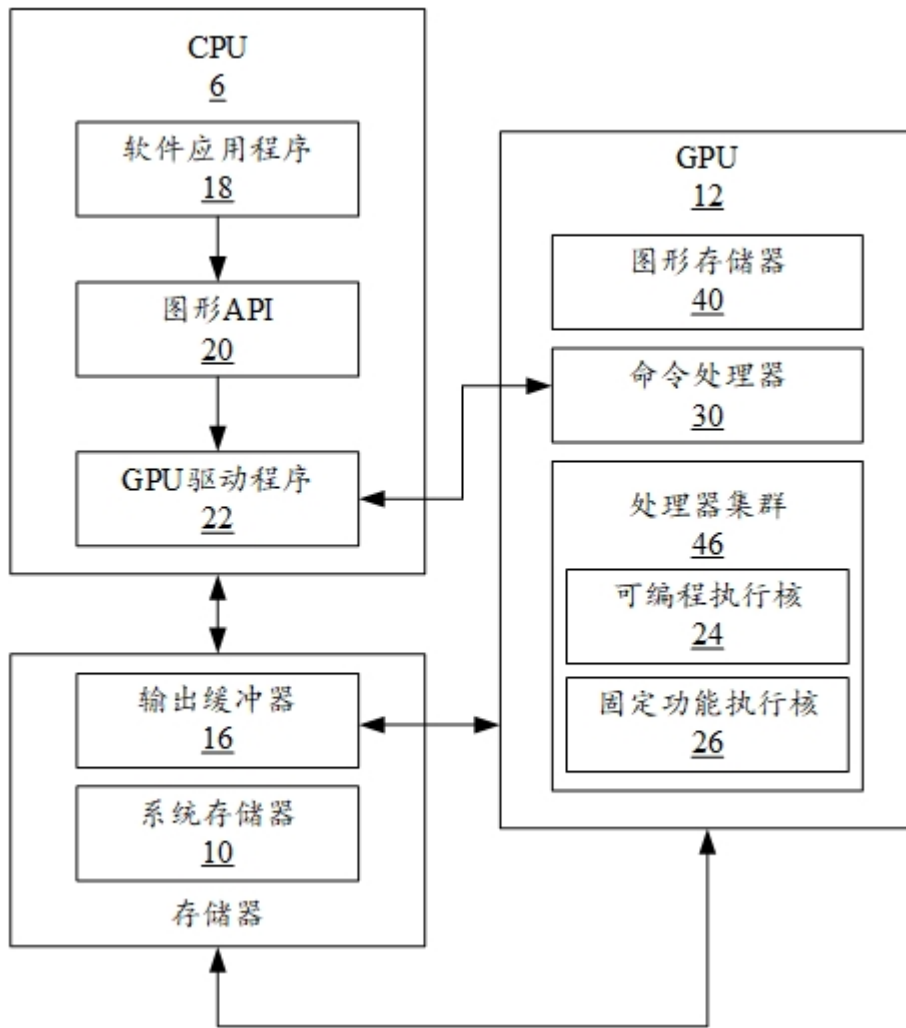 CPU
6
软件应用程序
18
图形API
20
GPU驱动程序
22
输出缓冲器
16
系统存储器
10
存储器
GPU
12
图形存储器
40
命令处理器
30
处理器集群
46
可编程执行核
24
固定功能执行核
26